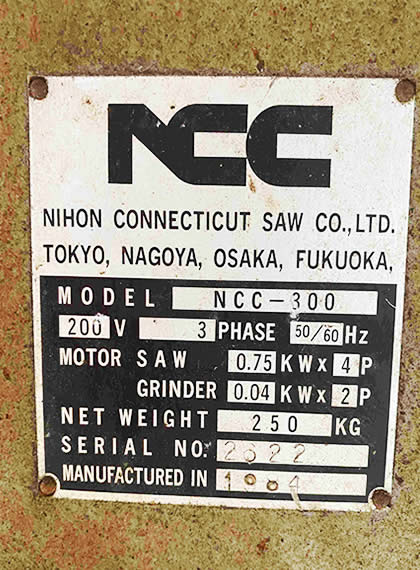 NCC
NIHON CONNECTICUT SAW CO.,LTD.
TOKYO, NAGOYA, OSAKA, FUKUOKA,
MODEL NCC-300
200 V 3 PHASE 50/60 Hz
MOTOR SAW 0.75 KW× 4 P
GRINDER 0.04 KW× 2 P
NET WEIGHT 250 KG
SERIAL NO. 2622
MANUFACTURED IN 1984